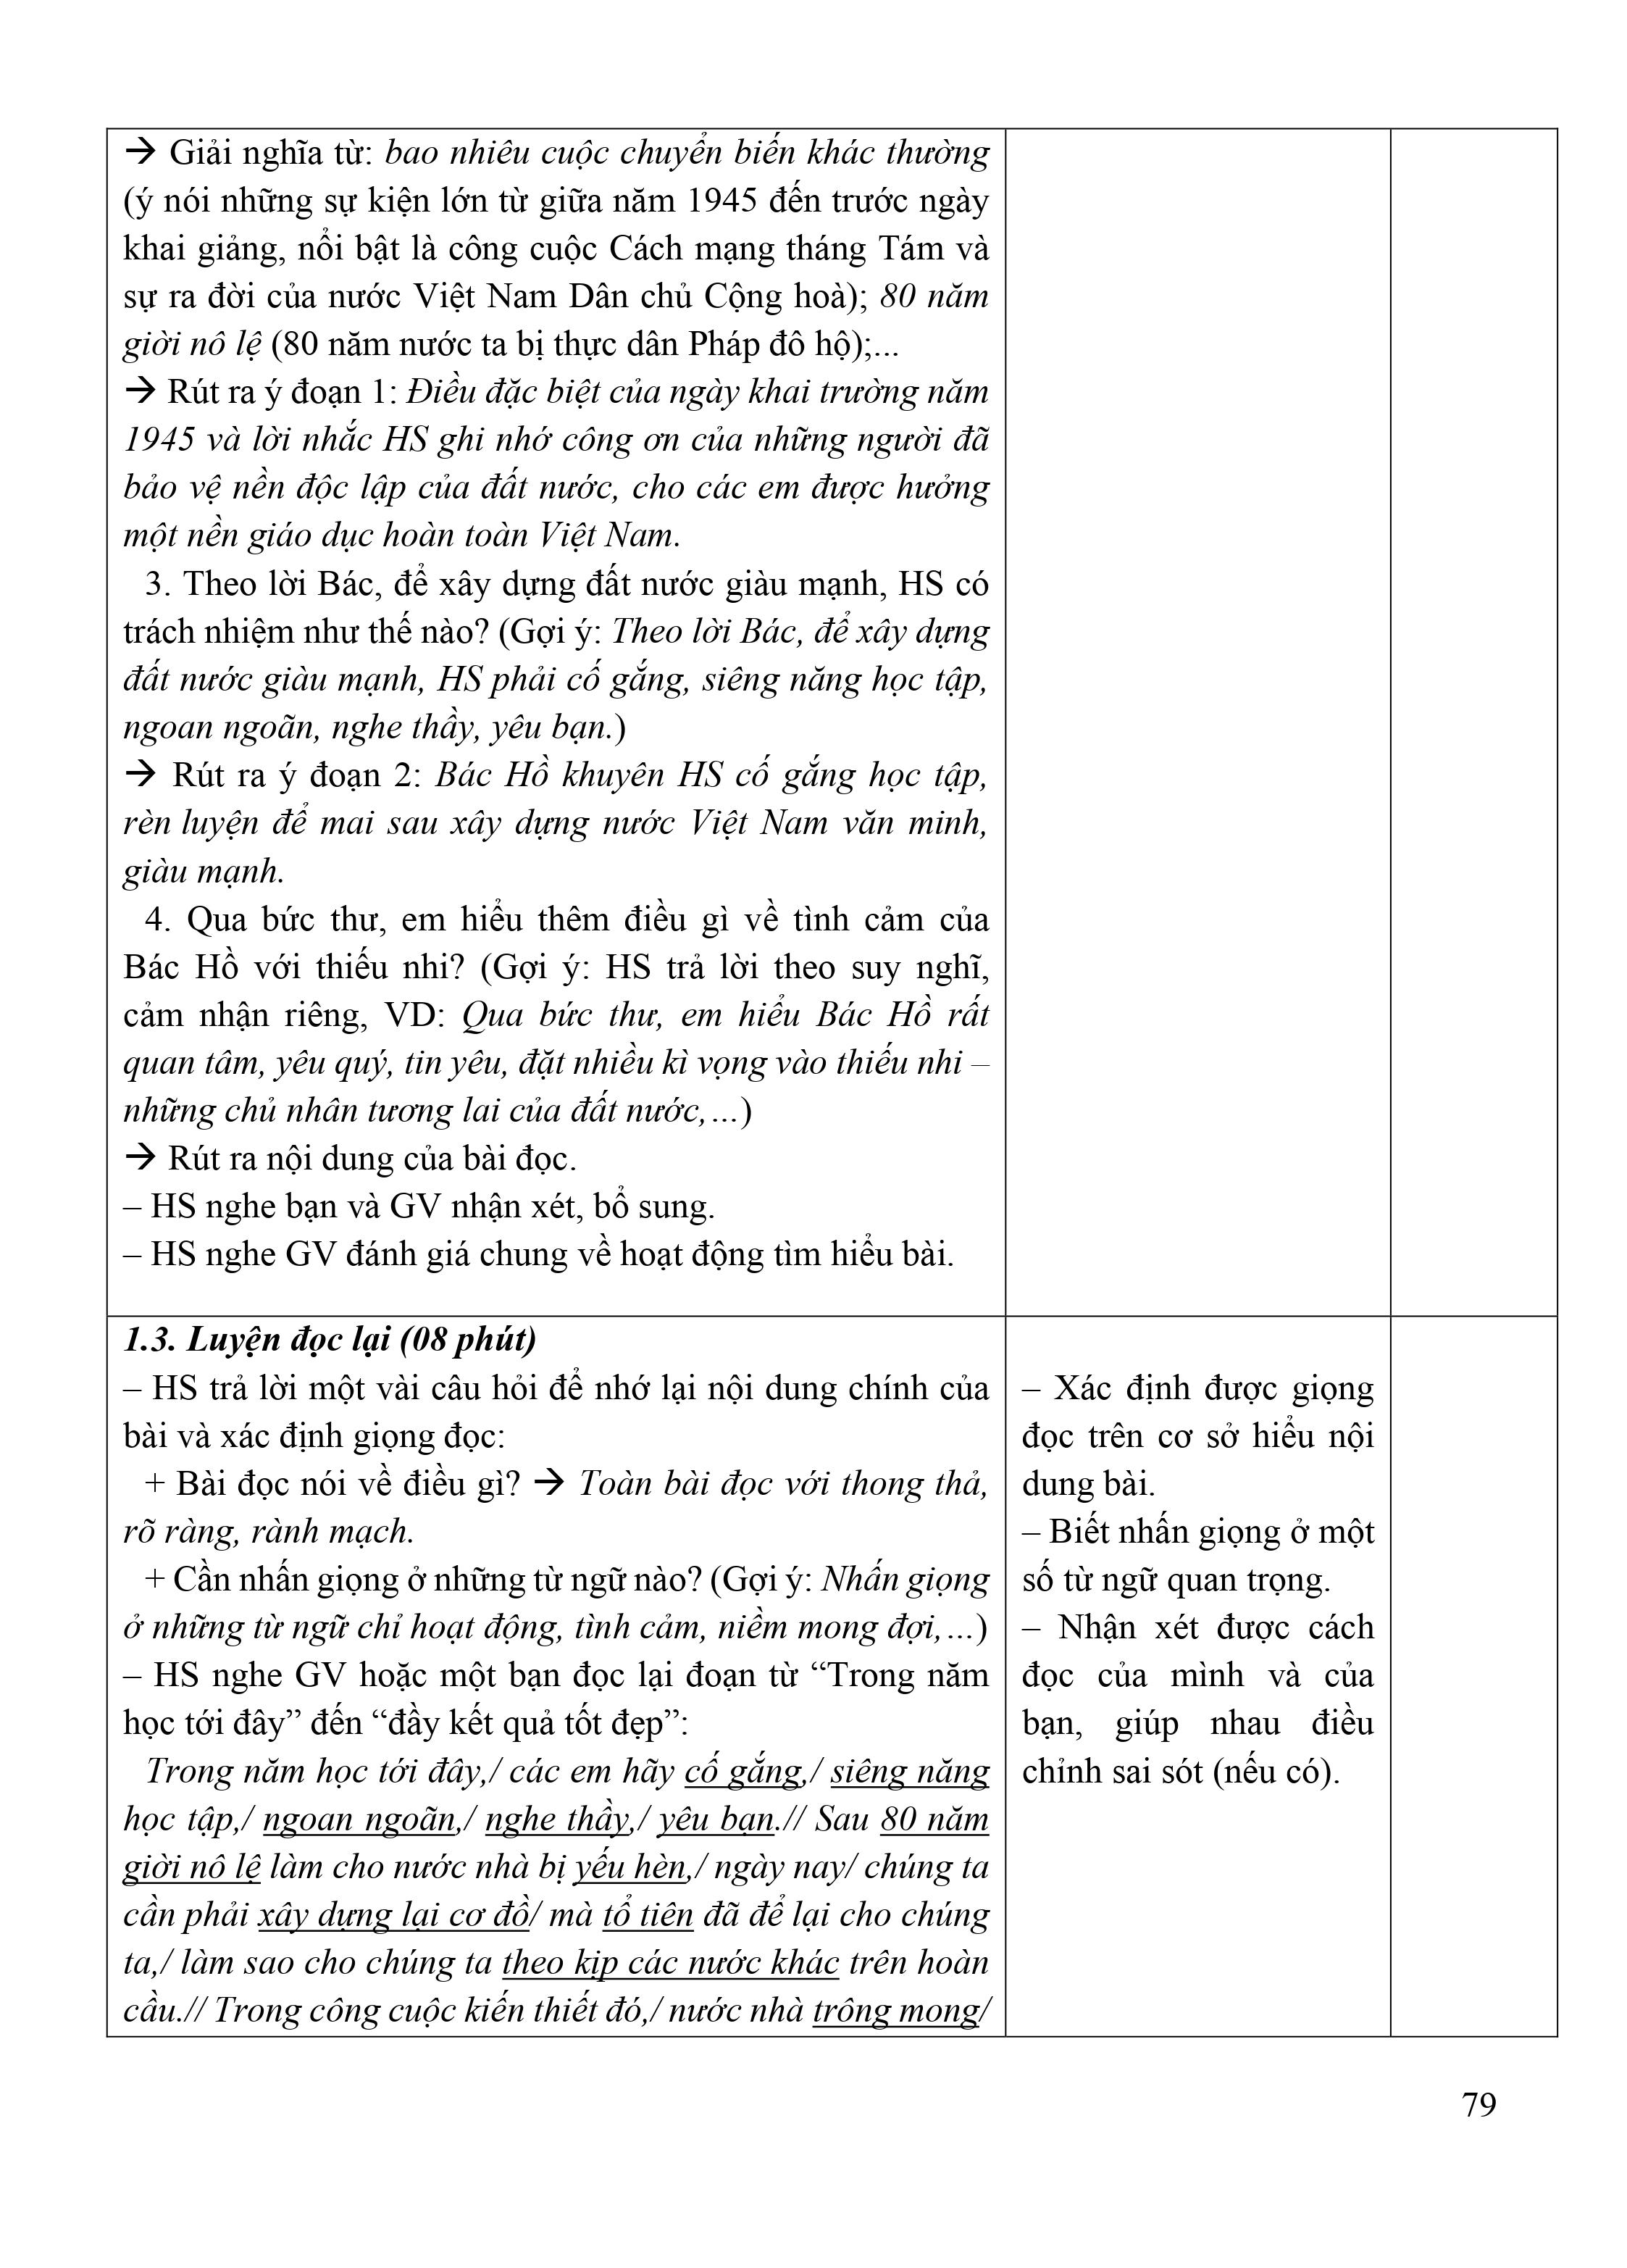 → Giải nghĩa từ: bao nhiêu cuộc chuyển biến khác thường
(ý nói những sự kiện lớn từ giữa năm 1945 đến trước ngày
khai giảng, nổi bật là công cuộc Cách mạng tháng Tám và
sự ra đời của nước Việt Nam Dân chủ Cộng hoà); 80 năm
giời nô lệ (80 năm nước ta bị thực dân Pháp đô hộ);...
→ Rút ra ý đoạn 1: Điều đặc biệt của ngày khai trường năm
1945 và lời nhắc HS ghi nhớ công ơn của những người đã
bảo vệ nền độc lập của đất nước, cho các em được hưởng
một nền giáo dục hoàn toàn Việt Nam.
3. Theo lời Bác, để xây dựng đất nước giàu mạnh, HS có
trách nhiệm như thế nào? (Gợi ý: Theo lời Bác, để xây dựng
đất nước giàu mạnh, HS phải cố gắng, siêng năng học tập,
ngoan ngoãn, nghe thầy, yêu bạn.)
→ Rút ra ý đoạn 2: Bác Hồ khuyên HS cố gắng học tập,
rèn luyện để mai sau xây dựng nước Việt Nam văn minh,
giàu mạnh.
4. Qua bức thư, em hiểu thêm điều gì về tình cảm của
Bác Hồ với thiếu nhi? (Gợi ý: HS trả lời theo suy nghĩ,
cảm nhận riêng, VD: Qua bức thư, em hiểu Bác Hồ rất
quan tâm, yêu quý, tin yêu, đặt nhiều kì vọng vào thiếu nhi –
những chủ nhân tương lai của đất nước,…)
→ Rút ra nội dung của bài đọc.
– HS nghe bạn và GV nhận xét, bổ sung.
– HS nghe GV đánh giá chung về hoạt động tìm hiểu bài.
1.3. Luyện đọc lại (08 phút)
– HS trả lời một vài câu hỏi để nhớ lại nội dung chính của
bài và xác định giọng đọc:
+ Bài đọc nói về điều gì? → Toàn bài đọc với thong thả,
rõ ràng, rành mạch.
+ Cần nhấn giọng ở những từ ngữ nào? (Gợi ý: Nhấn giọng
ở những từ ngữ chỉ hoạt động, tình cảm, niềm mong đợi,…)
– HS nghe GV hoặc một bạn đọc lại đoạn từ “Trong năm
học tới đây” đến “đầy kết quả tốt đẹp”:
Trong năm học tới đây,/ các em hãy cố gắng,/ siêng năng
học tập,/ ngoan ngoãn,/ nghe thầy,/ yêu bạn.// Sau 80 năm
giời nô lệ làm cho nước nhà bị yếu hèn,/ ngày nay/ chúng ta
cần phải xây dựng lại cơ đồ/ mà tổ tiên đã để lại cho chúng
ta,/ làm sao cho chúng ta theo kịp các nước khác trên hoàn
cầu.// Trong công cuộc kiến thiết đó,/ nước nhà trông mong/
– Xác định được giọng
đọc trên cơ sở hiểu nội
dung bài.
– Biết nhấn giọng ở một
số từ ngữ quan trọng.
– Nhận xét được cách
đọc của mình và của
bạn, giúp nhau điều
chỉnh sai sót (nếu có).
79